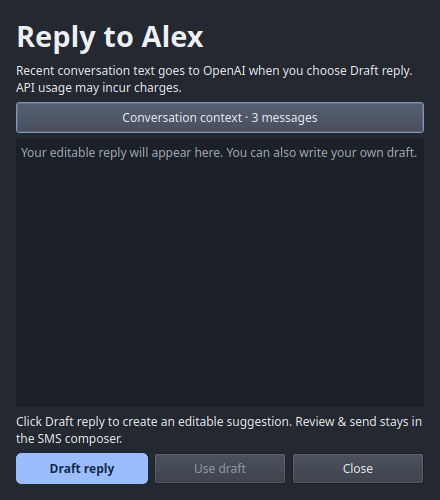 Reply to Alex
Recent conversation text goes to OpenAI when you choose Draft reply.
API usage may incur charges.
Conversation context · 3 messages
Your editable reply will appear here. You can also write your own draft.
Click Draft reply to create an editable suggestion. Review & send stays in
the SMS composer.
Draft reply
Use draft
Close